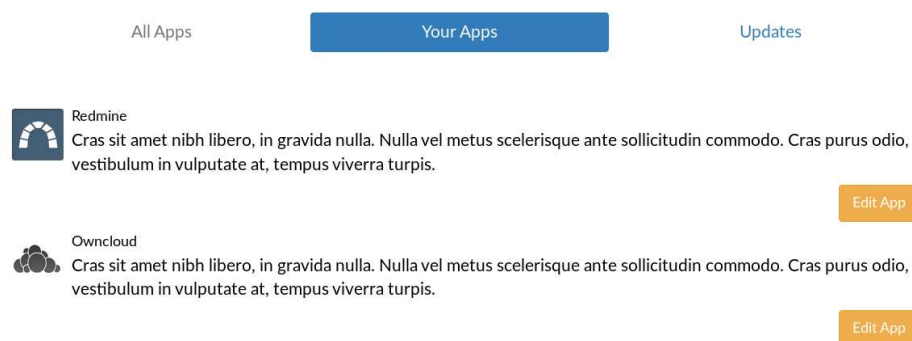 All Apps Your Apps Updates
Redmine
Cras sit amet nibh libero, in gravida nulla. Nulla vel metus scelerisque ante sollicitudin commodo. Cras purus odio,
vestibulum in vulputate at, tempus viverra turpis.
Edit App
Owncloud
Cras sit amet nibh libero, in gravida nulla. Nulla vel metus scelerisque ante sollicitudin commodo. Cras purus odio,
vestibulum in vulputate at, tempus viverra turpis.
Edit App